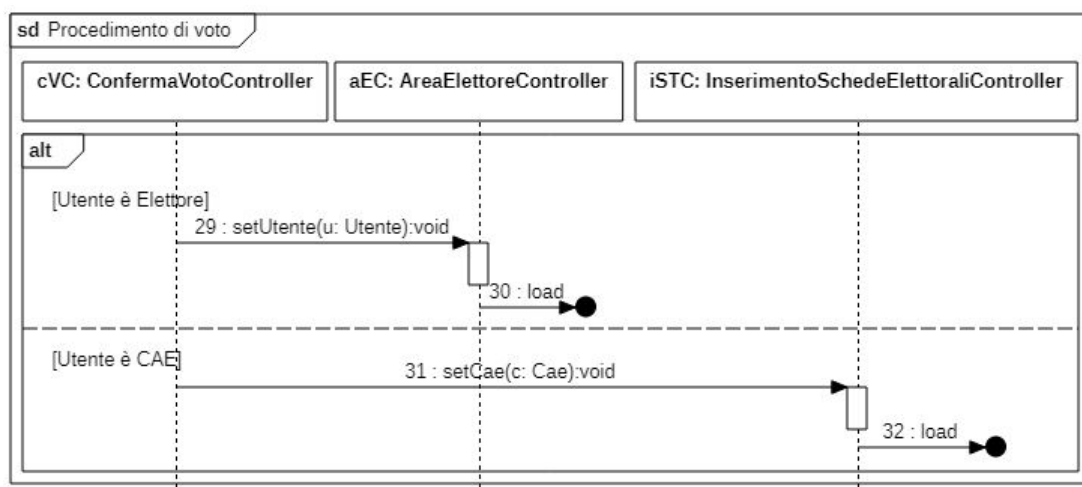 sd Procedimento di voto
cVC: ConfermaVotoController
aEC: AreaElettoreController
iSTC: InserimentoSchedeElettoraliController
alt
[Utente è Elettore]
29 : setUtente(u: Utente):void
30 : load
[Utente è CAE]
31 : setCae(c: Cae):void
32 : load